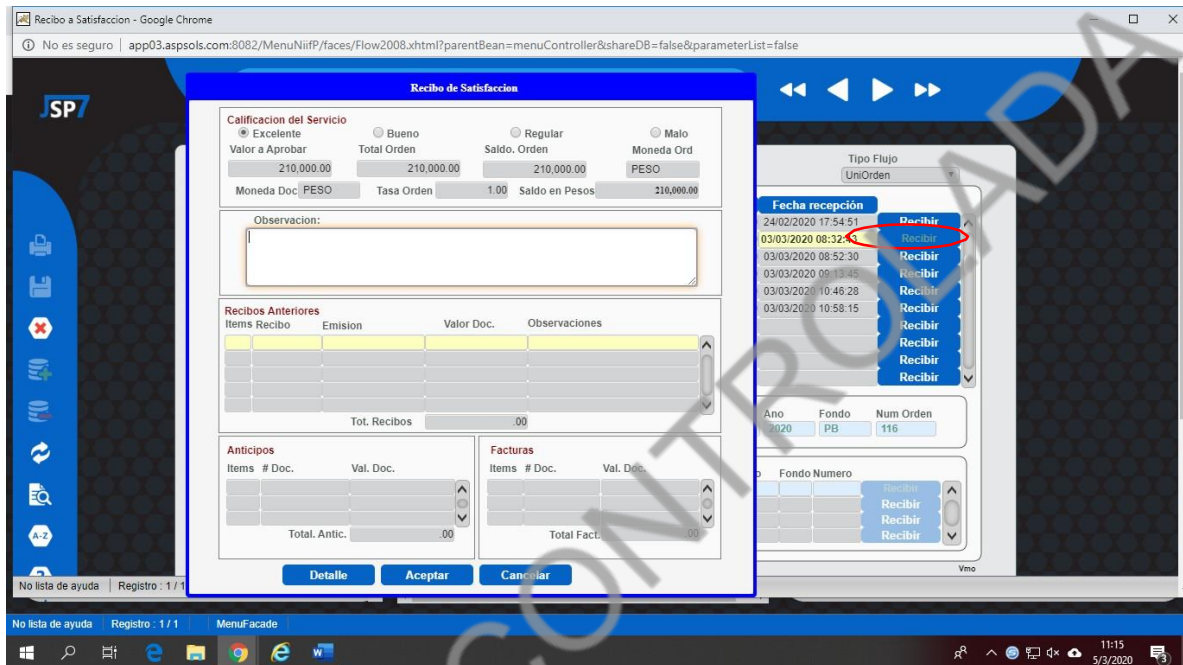 Recibo a Satisfaccion - Google Chrome
No es seguro | app03.aspsols.com:8082/MenuNiifP/faces/Flow2008.xhtml?parentBean=menuController&shareDB=false&parameterList=false
JSP7
Recibo de Satisfaccion
Calificacion del Servicio
Excelente Bueno Regular Malo
Valor a Aprobar Total Orden Saldo. Orden Moneda Ord
210,000.00 210,000.00 210,000.00 PESO
Moneda Doc PESO Tasa Orden 1.00 Saldo en Pesos 210,000.00
Observacion:
Recibos Anteriores
Items Recibo Emision Valor Doc. Observaciones
Tot. Recibos .00
Anticipos
Items # Doc. Val. Doc.
Total. Antic. .00
Facturas
Items # Doc. Val. Doc.
Total Fact. .00
Detalle Aceptar Cancelar
Tipo Flujo
UniOrden
Fecha recepción
24/02/2020 17:54:51 Recibir
03/03/2020 08:32:43 Recibir
03/03/2020 08:52:30 Recibir
03/03/2020 09:13:45 Recibir
03/03/2020 10:46:28 Recibir
03/03/2020 10:58:15 Recibir
Recibir
Recibir
Recibir
Recibir
Ano Fondo Num Orden
2020 PB 116
Fondo Numero
Recibir
Recibir
Recibir
Recibir
Vmo
A-Z
No lista de ayuda Registro : 1 / 1
No lista de ayuda Registro : 1 / 1 MenuFacade
11:15
5/3/2020
3
CONTROLADA